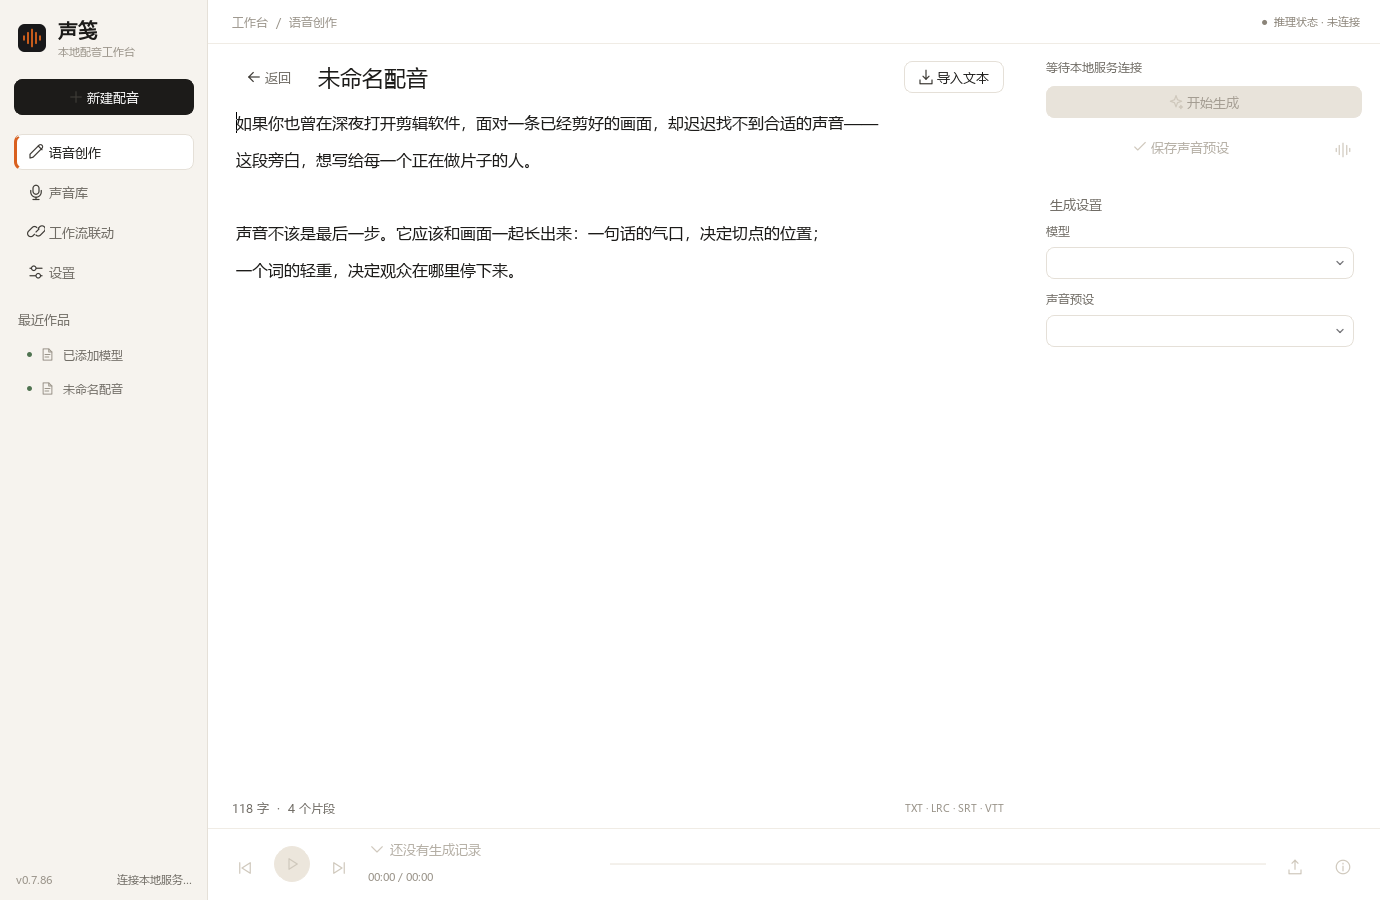 声笺
本地配音工作台
新建配音
语音创作
声音库
工作流联动
设置
最近作品
已添加模型
未命名配音
v0.7.86
连接本地服务...
工作台 / 语音创作
推理状态 · 未连接
返回
未命名配音
导入文本
如果你也曾在深夜打开剪辑软件，面对一条已经剪好的画面，却迟迟找不到合适的声音——
这段旁白，想写给每一个正在做片子的人。
声音不该是最后一步。它应该和画面一起长出来：一句话的气口，决定切点的位置；
一个词的轻重，决定观众在哪里停下来。
118 字 · 4 个片段
TXT · LRC · SRT · VTT
等待本地服务连接
开始生成
保存声音预设
生成设置
模型
声音预设
还没有生成记录
00:00 / 00:00